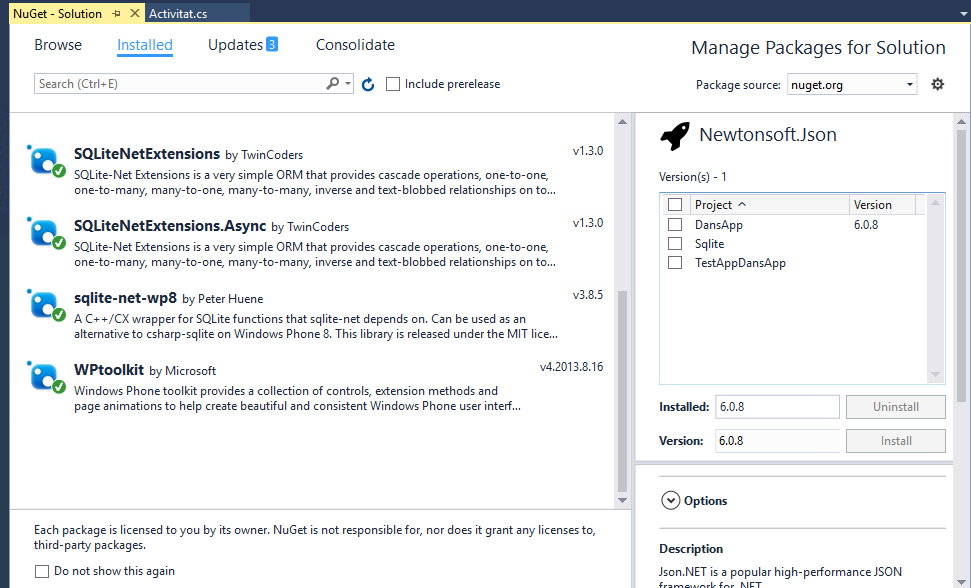 NuGet - Solution
Activitat.cs
Browse
Installed
Updates 3
Consolidate
Manage Packages for Solution
Search (Ctrl+E)
Include prerelease
Package source: nuget.org
SQLiteNetExtensions by TwinCoders v1.3.0
SQLite-Net Extensions is a very simple ORM that provides cascade operations, one-to-one,
one-to-many, many-to-one, many-to-many, inverse and text-blobbed relationships on to...
SQLiteNetExtensions.Async by TwinCoders v1.3.0
SQLite-Net Extensions is a very simple ORM that provides cascade operations, one-to-one,
one-to-many, many-to-one, many-to-many, inverse and text-blobbed relationships on to...
sqlite-net-wp8 by Peter Huene v3.8.5
A C++/CX wrapper for SQLite functions that sqlite-net depends on. Can be used as an
alternative to csharp-sqlite on Windows Phone 8. This library is released under the MIT lice...
WPtoolkit by Microsoft v4.2013.8.16
Windows Phone toolkit provides a collection of controls, extension methods and
page animations to help create beautiful and consistent Windows Phone user interf...
Each package is licensed to you by its owner. NuGet is not responsible for, nor does it grant any licenses to,
third-party packages.
Do not show this again
Newtonsoft.Json
Version(s) - 1
Project Version
DansApp 6.0.8
Sqlite
TestAppDansApp
Installed: 6.0.8 Uninstall
Version: 6.0.8 Install
Options
Description
Json.NET is a popular high-performance JSON
framework for .NET